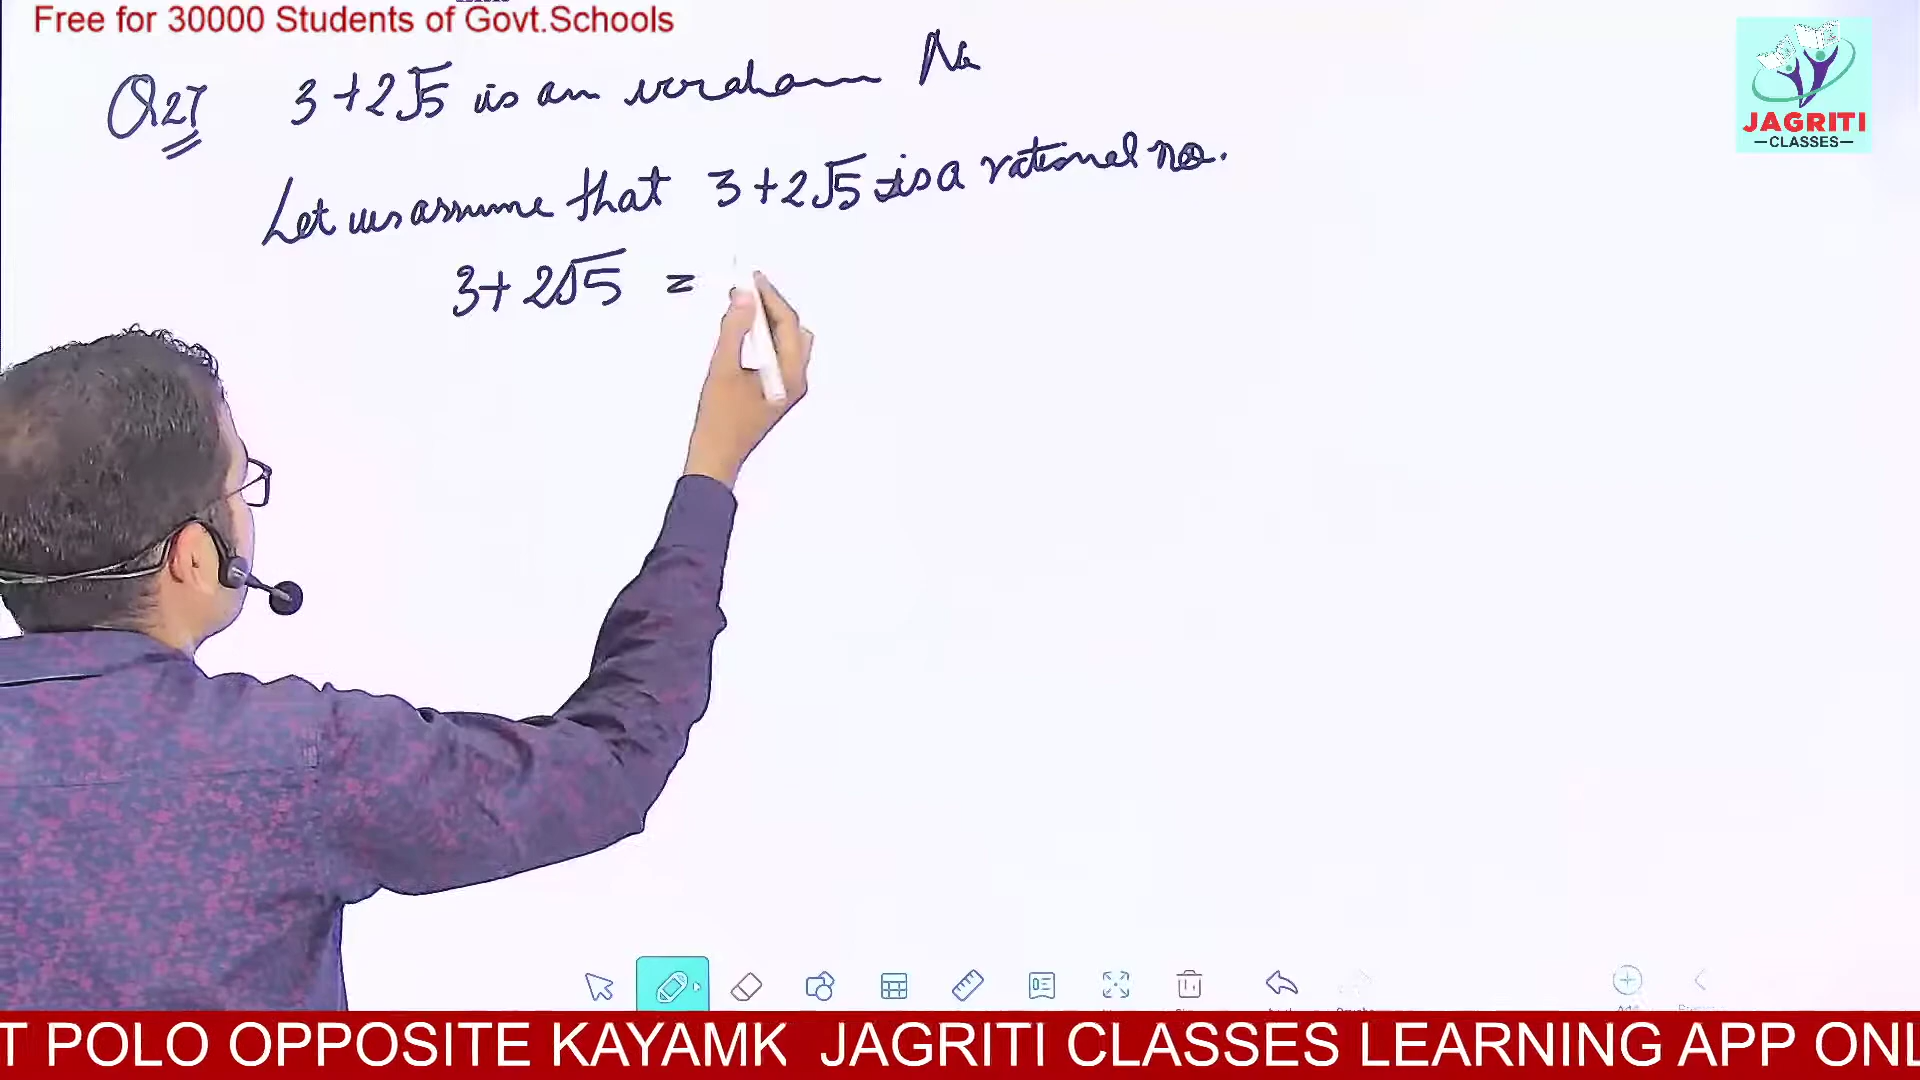 Free for 30000 Students of Govt.Schools
Q27 3+2√5 is an No
Let us assume that 3+2√5 is a rational no.
3+2√5 =
JAGRITI
—CLASSES—
T POLO OPPOSITE KAYAMK JAGRITI CLASSES LEARNING APP ONL